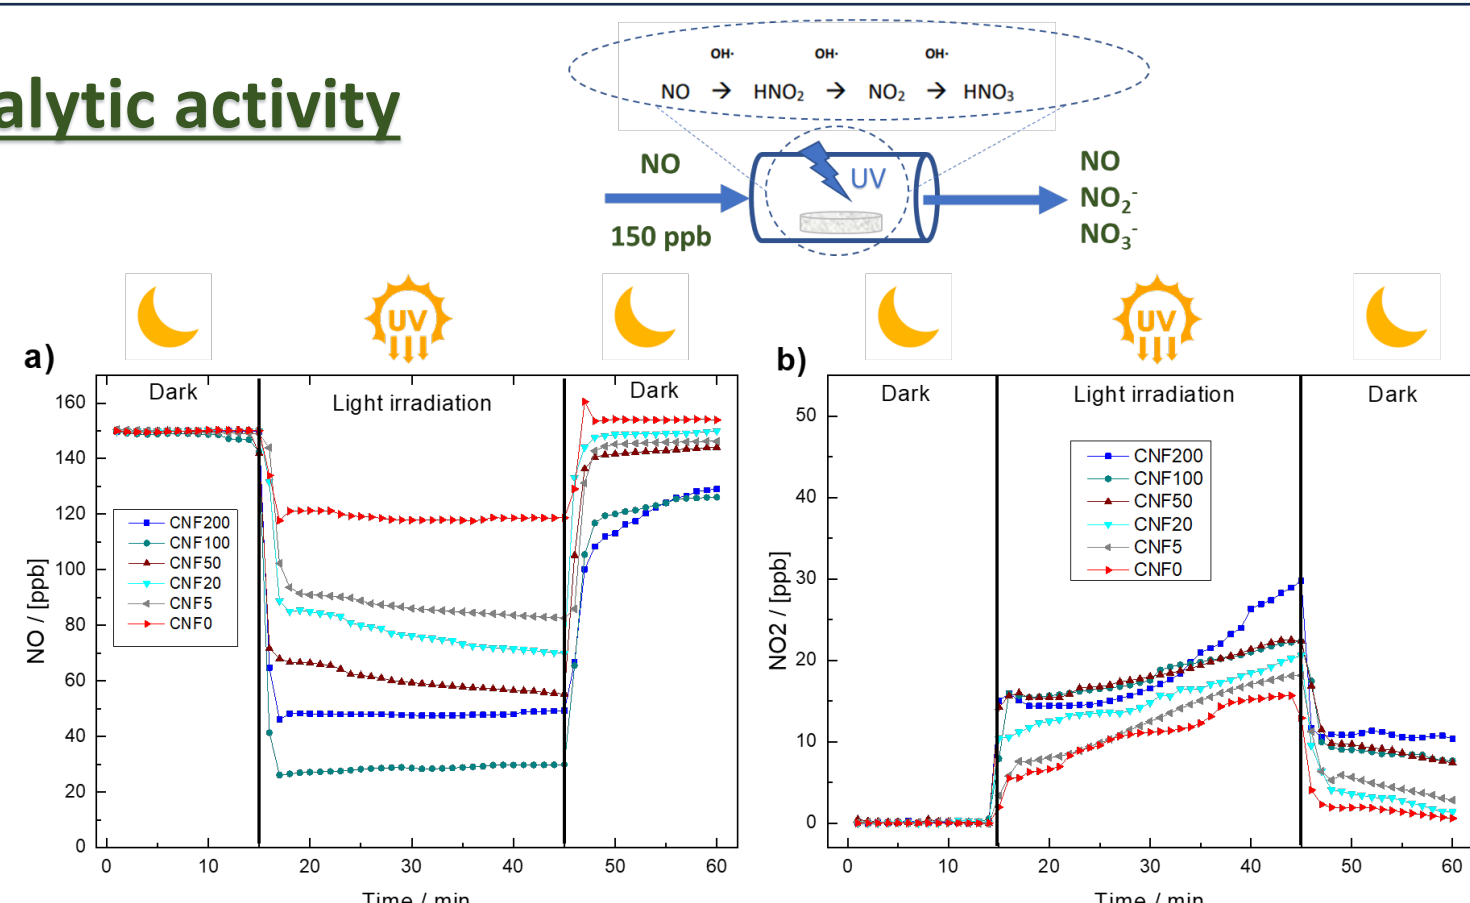 alytic activity
OH· OH· OH·
NO → HNO₂ → NO₂ → HNO₃
NO
UV
150 ppb
NO
NO₂⁻
NO₃⁻
UV
UV
a)
Dark
Light irradiation
Dark
NO / [ppb]
160
140
120
100
80
60
40
20
0
CNF200
CNF100
CNF50
CNF20
CNF5
CNF0
0 10 20 30 40 50 60
Time / min
b)
Dark
Light irradiation
Dark
NO2 / [ppb]
50
40
30
20
10
0
CNF200
CNF100
CNF50
CNF20
CNF5
CNF0
0 10 20 30 40 50 60
Time / min